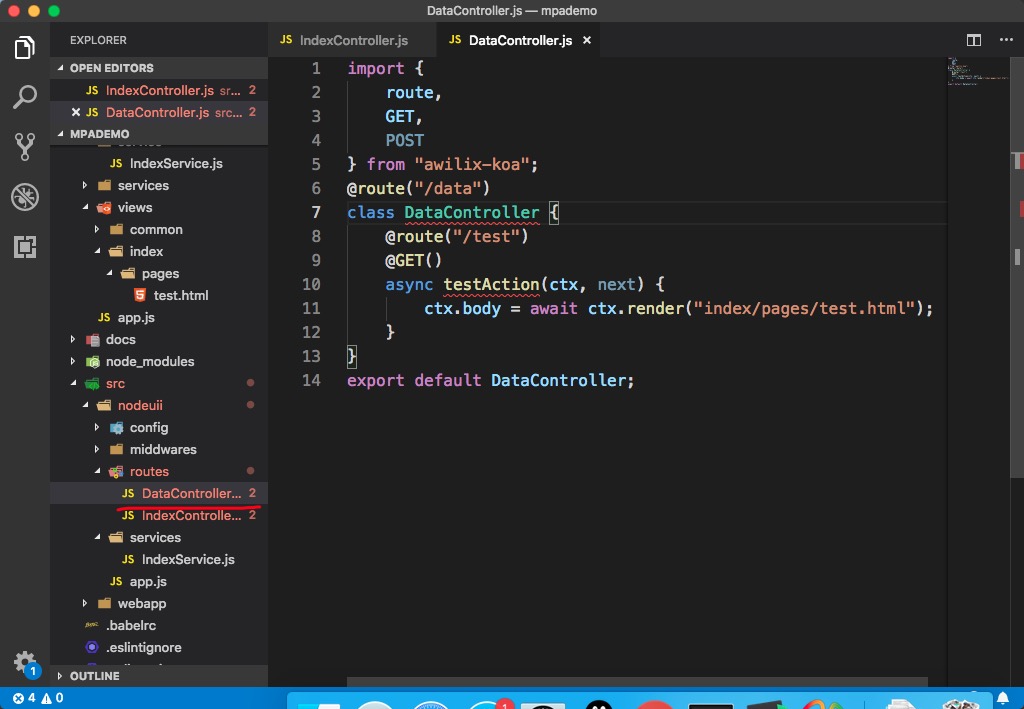 DataController.js — mpademo
EXPLORER
OPEN EDITORS
JS IndexController.js sr... 2
× JS DataController.js src... 2
MPADEMO
JS IndexService.js
services
views
common
index
pages
test.html
JS app.js
docs
node_modules
src
nodeuii
config
middwares
routes
JS DataController... 2
JS IndexControlle... 2
services
JS IndexService.js
JS app.js
webapp
.babelrc
.eslintignore
OUTLINE
JS IndexController.js
JS DataController.js ×
1 import {
2 route,
3 GET,
4 POST
5 } from "awilix-koa";
6 @route("/data")
7 class DataController {
8 @route("/test")
9 @GET()
10 async testAction(ctx, next) {
11 ctx.body = await ctx.render("index/pages/test.html");
12 }
13 }
14 export default DataController;
1
4 0
1